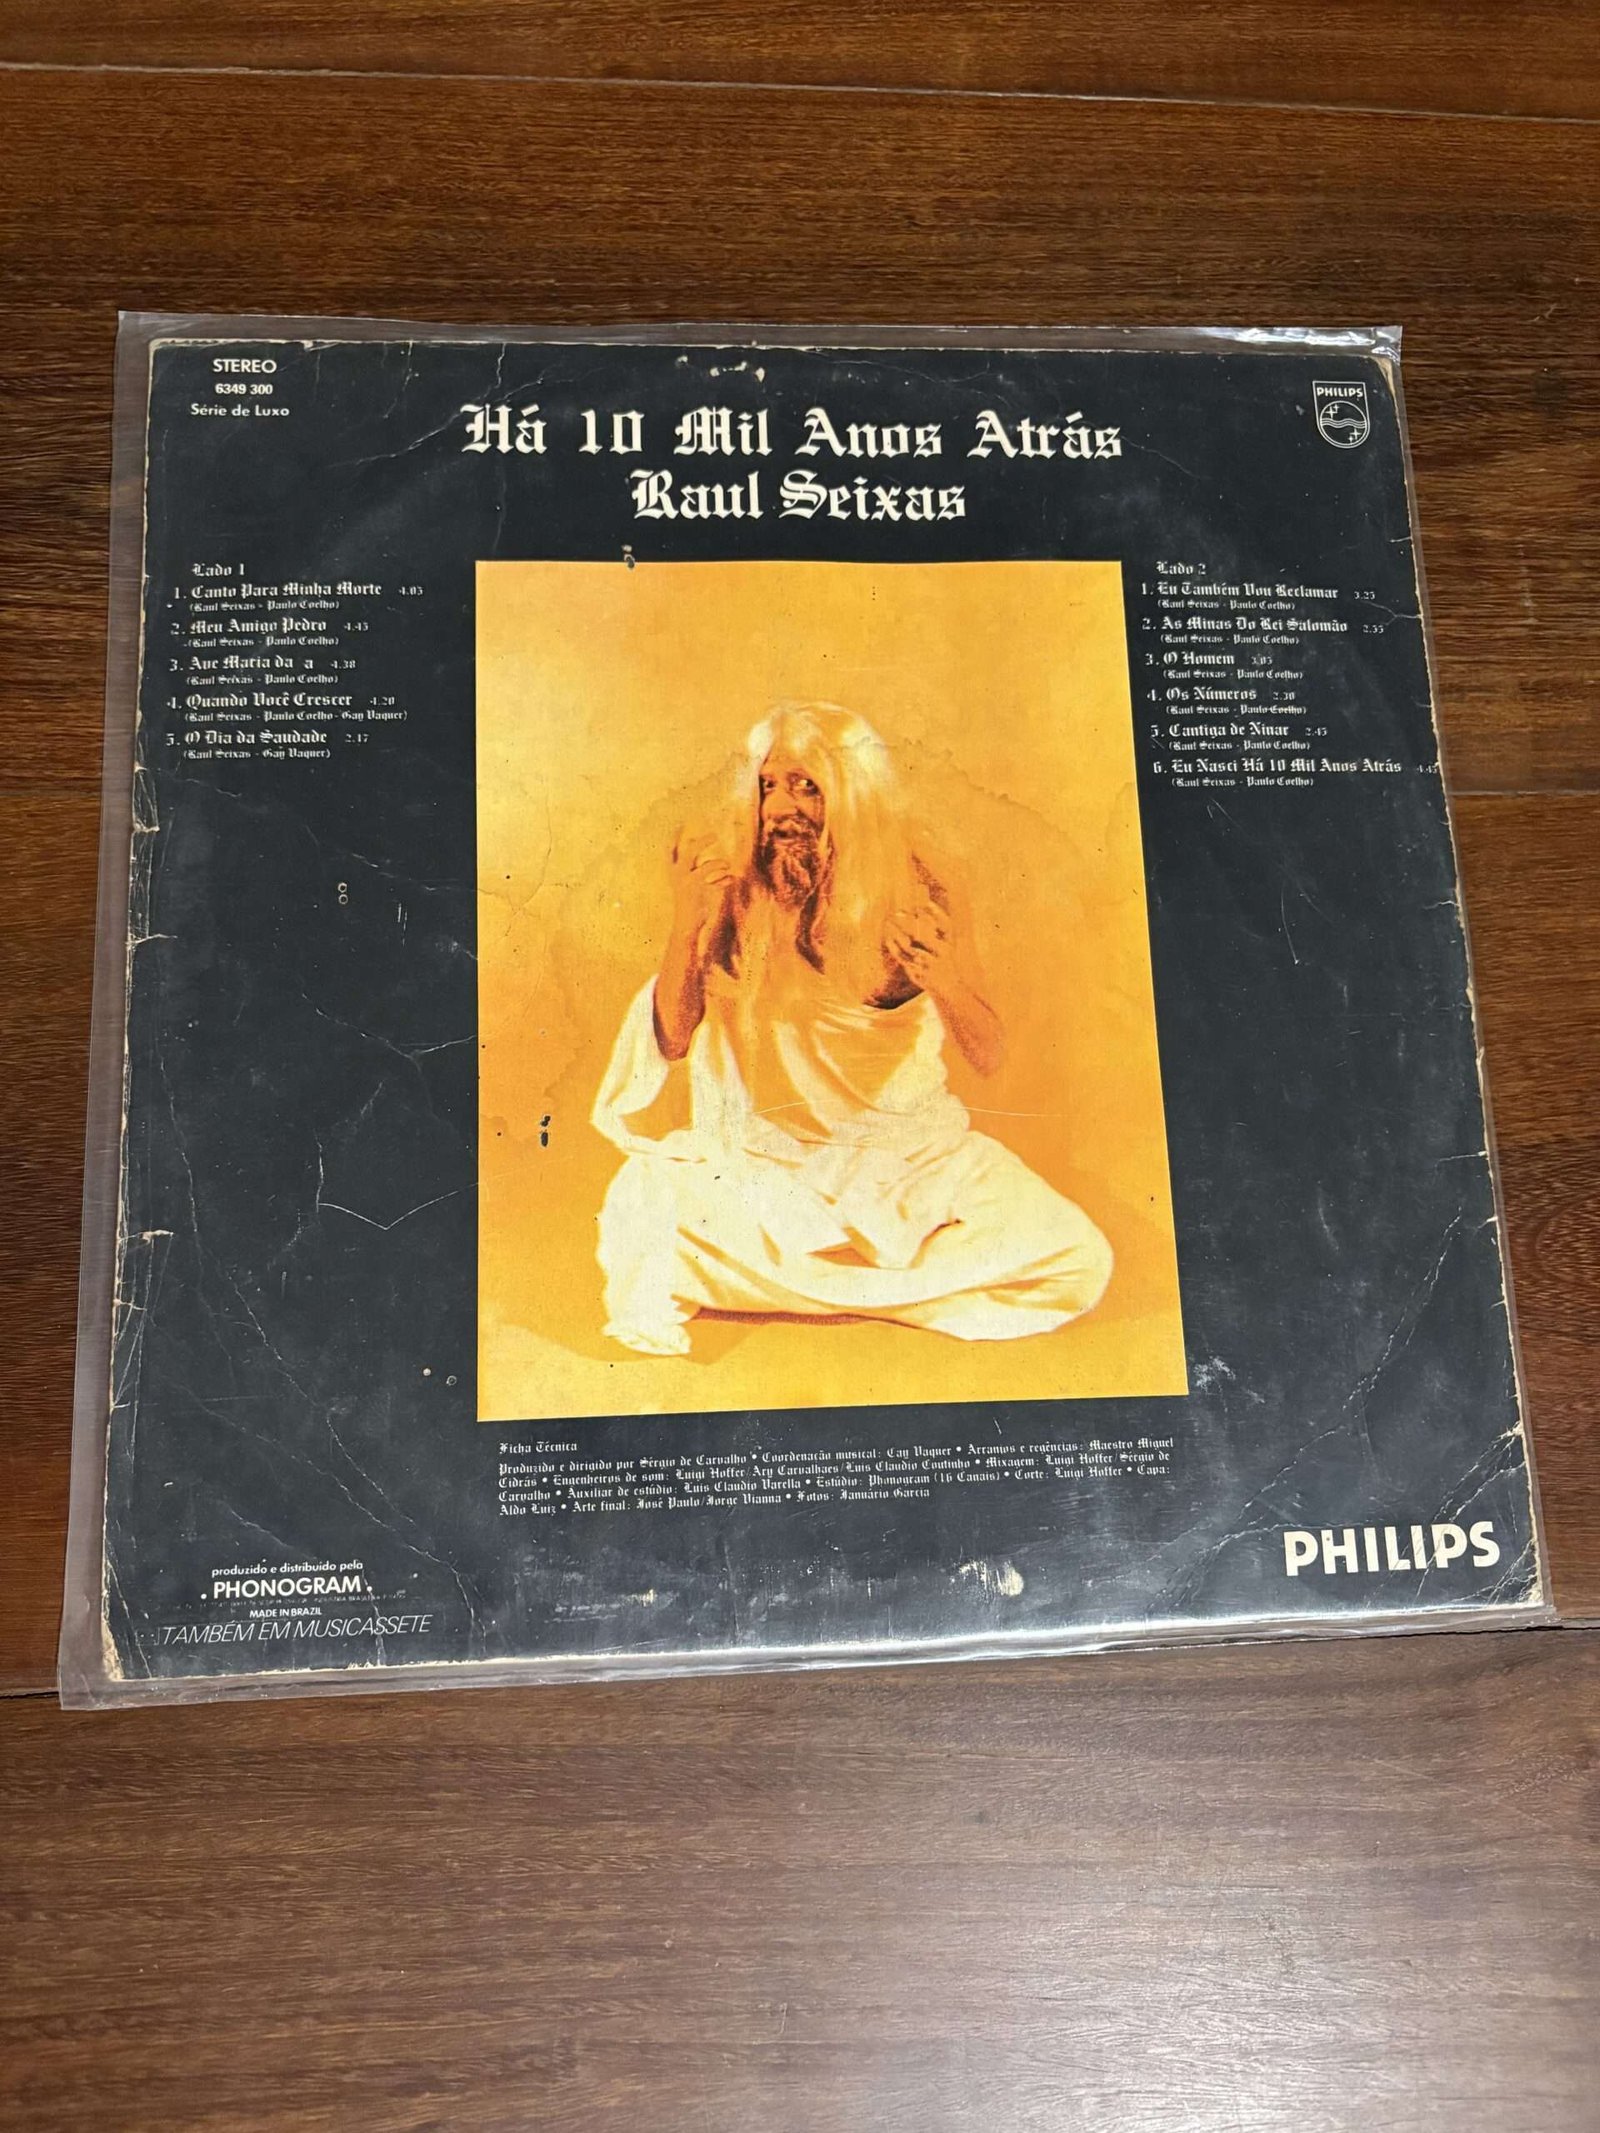 STEREO
6349 300
Série de Luxo
PHILIPS
Há 10 Mil Anos Atrás
Raul Seixas
Lado 1
1. Canto Para Minha Morte 4.05
(Raul Seixas - Paulo Coelho)
2. Meu Amigo Pedro 4.45
(Raul Seixas - Paulo Coelho)
3. Ave Maria da a 4.38
(Raul Seixas - Paulo Coelho)
4. Quando Você Crescer 4.20
(Raul Seixas - Paulo Coelho - Gay Vaquer)
5. O Dia da Saudade 2.17
(Raul Seixas - Gay Vaquer)
Lado 2
1. Eu Também Vou Reclamar 3.25
(Raul Seixas - Paulo Coelho)
2. As Minas Do Rei Salomão 2.35
(Raul Seixas - Paulo Coelho)
3. O Homem 3.05
(Raul Seixas - Paulo Coelho)
4. Os Números 2.30
(Raul Seixas - Paulo Coelho)
5. Cantiga de Ninar 2.45
(Raul Seixas - Paulo Coelho)
6. Eu Nasci Há 10 Mil Anos Atrás 4.45
(Raul Seixas - Paulo Coelho)
Ficha Técnica
Produzido e dirigido por Sérgio de Carvalho • Coordenacão musical: Cay Vaquer • Arranjos e regências: Maestro Miguel
Cidrás • Engenheiros de som: Luigi Hoffer/Ary Carvalhaes/Luis Claudio Coutinho • Mixagem: Luigi Hoffer/Sérgio de
Carvalho • Auxiliar de estúdio: Luis Claudio Varella • Estúdio: Phonogram (16 Canais) • Corte: Luigi Hoffer • Capa:
Aldo Luiz • Arte final: José Paulo/Jorge Vianna • Fotos: Januário Garcia
produzido e distribuido pela
PHONOGRAM
MADE IN BRAZIL
TAMBÉM EM MUSICASSETE
PHILIPS